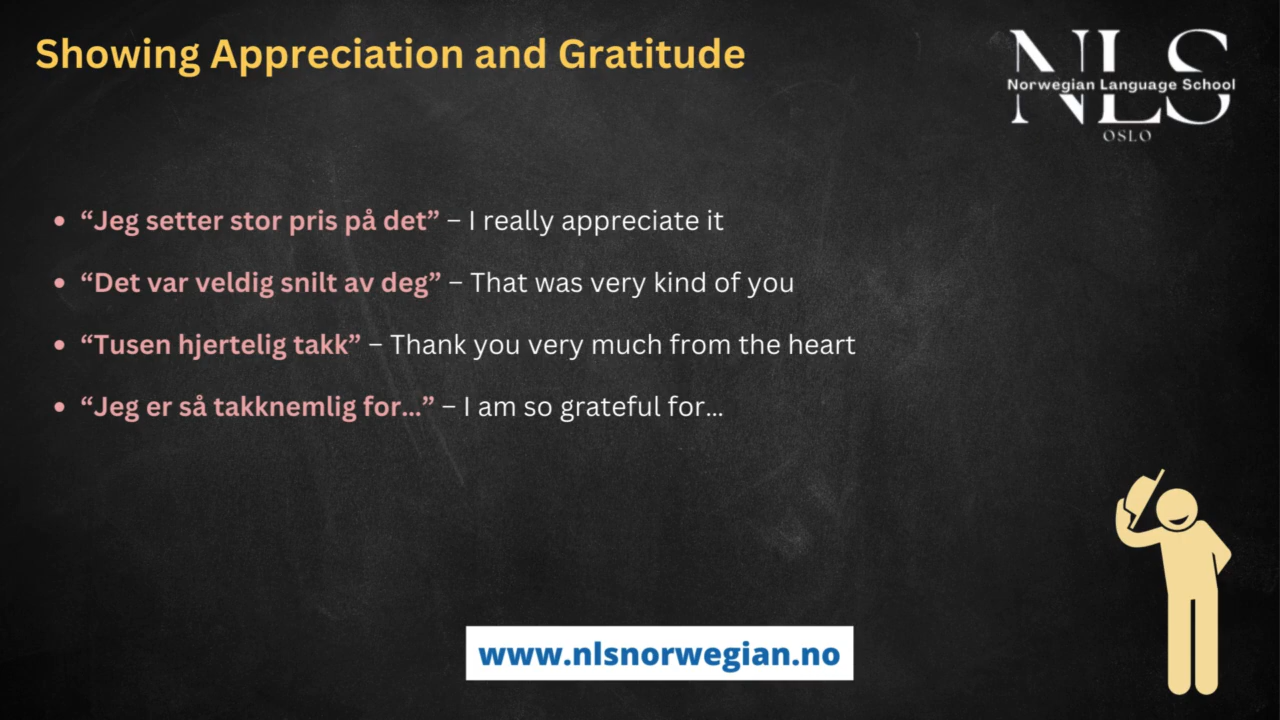 Showing Appreciation and Gratitude
NLS
Norwegian Language School
OSLO
• “Jeg setter stor pris på det” – I really appreciate it
• “Det var veldig snilt av deg” – That was very kind of you
• “Tusen hjertelig takk” – Thank you very much from the heart
• “Jeg er så takknemlig for...” – I am so grateful for...
www.nlsnorwegian.no